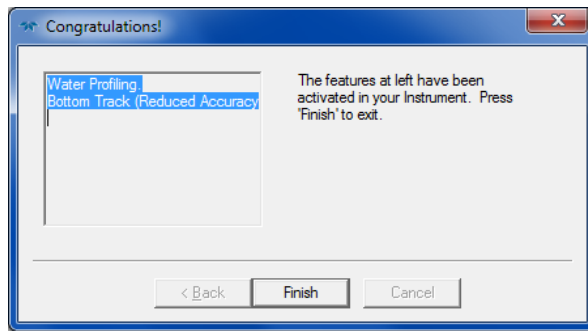 Congratulations!
Water Profiling.
Bottom Track (Reduced Accuracy
The features at left have been
activated in your Instrument. Press
'Finish' to exit.
< Back
Finish
Cancel